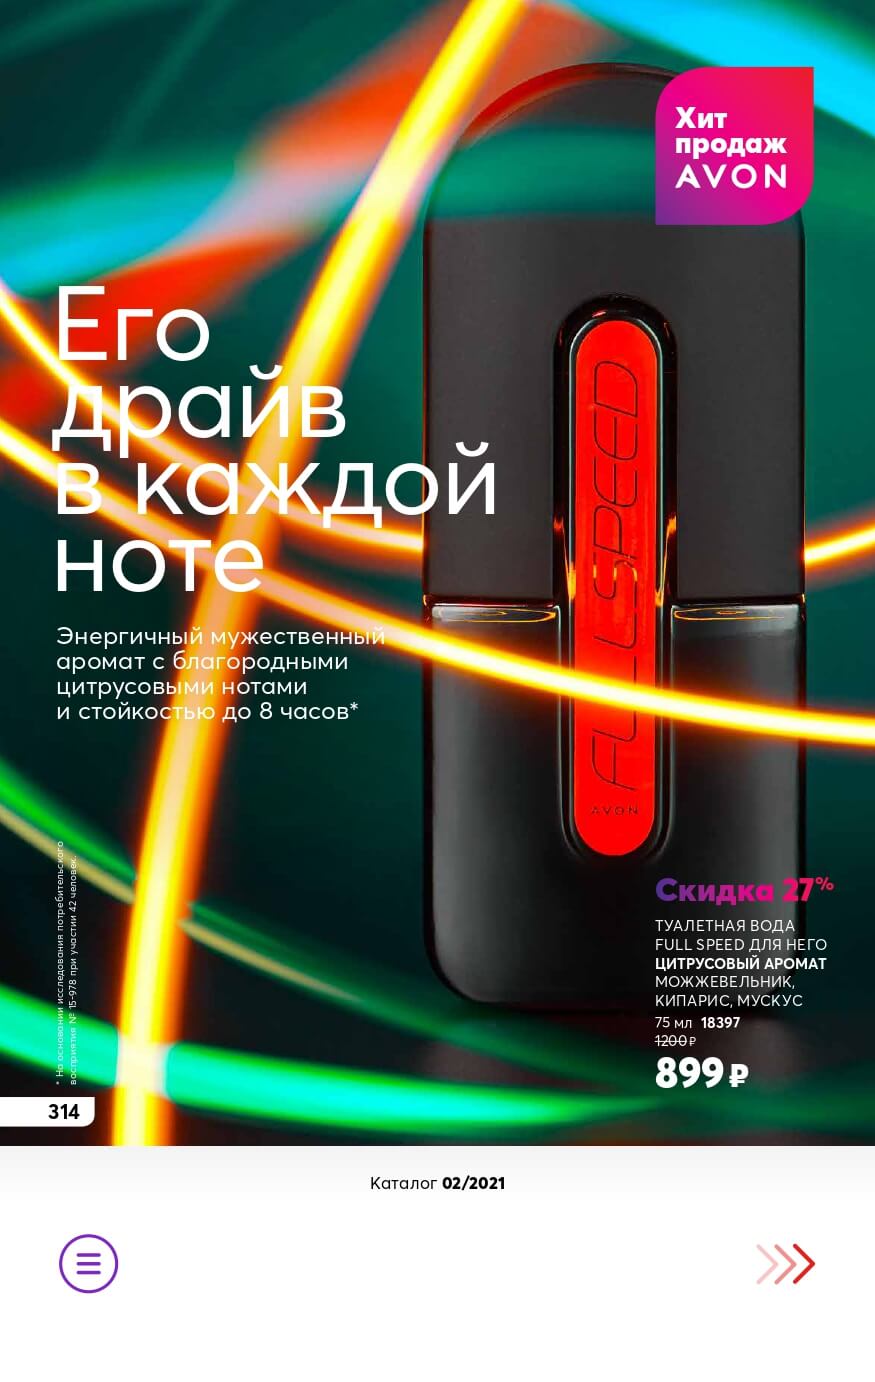 Хит
продаж
AVON
Его
драйв
в каждой
ноте
Энергичный мужественный
аромат с благородными
цитрусовыми нотами
и стойкостью до 8 часов*
FULL SPEED
AVON
Скидка 27%
ТУАЛЕТНАЯ ВОДА
FULL SPEED ДЛЯ НЕГО
ЦИТРУСОВЫЙ АРОМАТ
МОЖЖЕВЕЛЬНИК,
КИПАРИС, МУСКУС
75 мл 18397
1200 ₽
899 ₽
* На основании исследования потребительского
восприятия № 15-978 при участии 42 человек.
314
Каталог 02/2021